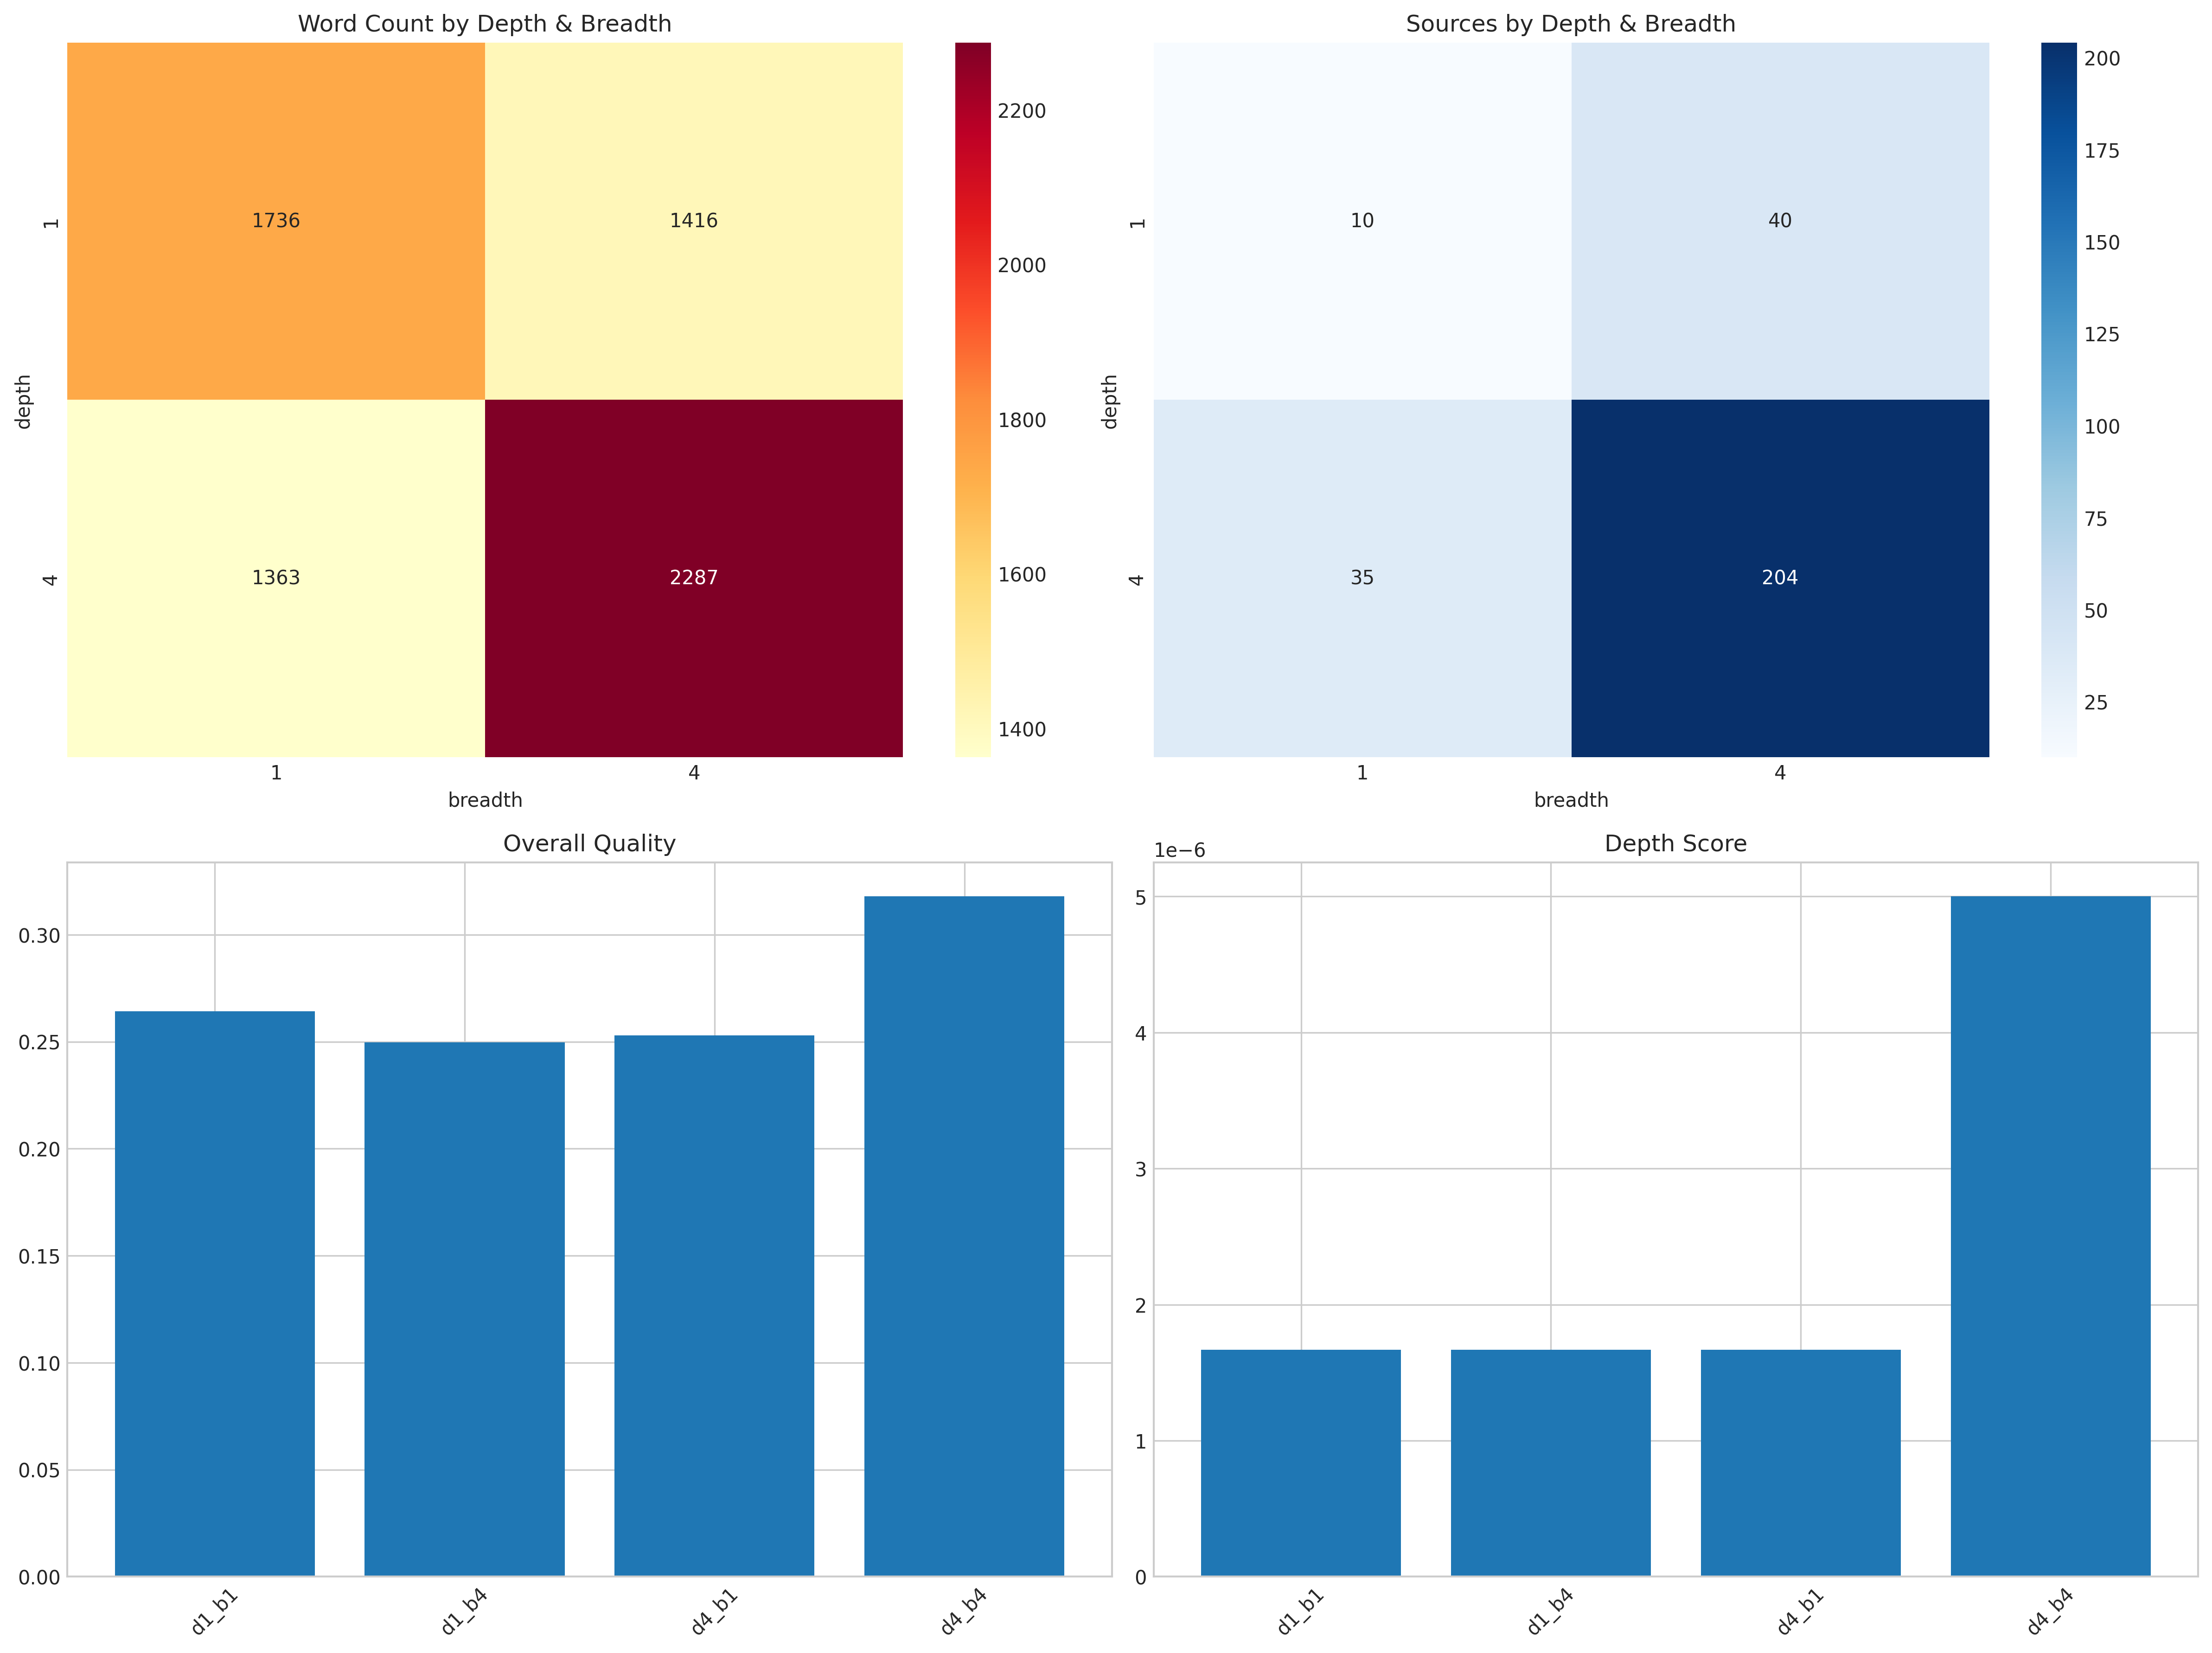 Word Count by Depth & Breadth
1736
1416
1363
2287
1
4
depth
1
4
breadth
2200
2000
1800
1600
1400
Sources by Depth & Breadth
10
40
35
204
1
4
depth
1
4
breadth
200
175
150
125
100
75
50
25
Overall Quality
0.30
0.25
0.20
0.15
0.10
0.05
0.00
d1_b1
d1_b4
d4_b1
d4_b4
Depth Score
1e−6
5
4
3
2
1
0
d1_b1
d1_b4
d4_b1
d4_b4